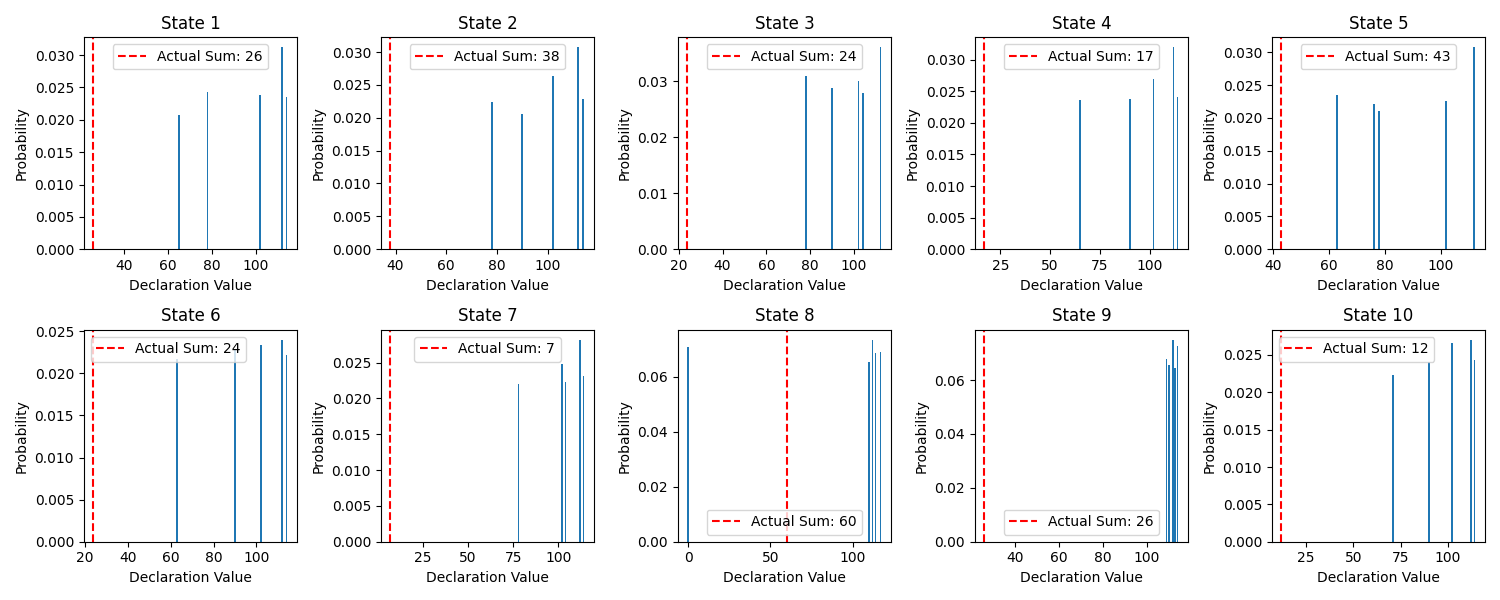 State 1
State 2
State 3
State 4
State 5
Probability
0.030
0.025
0.020
0.015
0.010
0.005
0.000
Actual Sum: 26
40 60 80 100
Declaration Value
Probability
0.030
0.025
0.020
0.015
0.010
0.005
0.000
Actual Sum: 38
40 60 80 100
Declaration Value
Probability
0.03
0.02
0.01
0.00
Actual Sum: 24
20 40 60 80 100
Declaration Value
Probability
0.030
0.025
0.020
0.015
0.010
0.005
0.000
Actual Sum: 17
25 50 75 100
Declaration Value
Probability
0.030
0.025
0.020
0.015
0.010
0.005
0.000
Actual Sum: 43
40 60 80 100
Declaration Value
State 6
State 7
State 8
State 9
State 10
Probability
0.025
0.020
0.015
0.010
0.005
0.000
Actual Sum: 24
20 40 60 80 100
Declaration Value
Probability
0.025
0.020
0.015
0.010
0.005
0.000
Actual Sum: 7
25 50 75 100
Declaration Value
Probability
0.06
0.04
0.02
0.00
Actual Sum: 60
0 50 100
Declaration Value
Probability
0.06
0.04
0.02
0.00
Actual Sum: 26
40 60 80 100
Declaration Value
Probability
0.025
0.020
0.015
0.010
0.005
0.000
Actual Sum: 12
25 50 75 100
Declaration Value